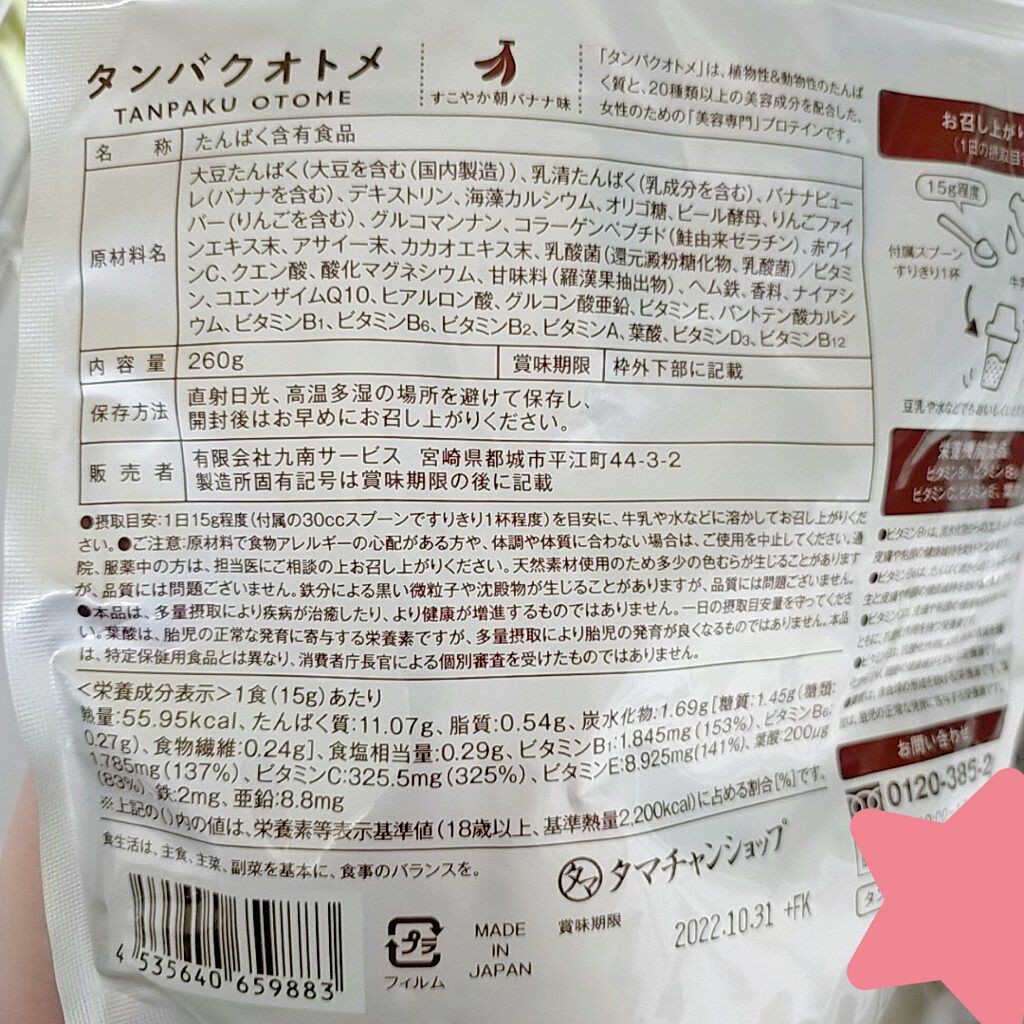 タンパクオトメ
TANPAKU OTOME
すこやか朝バナナ味
「タンパクオトメ」は、植物性&動物性のたんぱ
く質と、20種類以上の美容成分を配合した、
女性のための「美容専門」プロテインです。
名 称 たんぱく含有食品
原材料名
大豆たんぱく(大豆を含む(国内製造))、乳清たんぱく(乳成分を含む)、バナナピュー
レ(バナナを含む)、デキストリン、海藻カルシウム、オリゴ糖、ビール酵母、りんごファイ
バー(りんごを含む)、グルコマンナン、コラーゲンペプチド(鮭由来ゼラチン)、赤ワイ
ンエキス末、アサイー末、カカオエキス末、乳酸菌(還元澱粉糖化物、乳酸菌)/ビタミ
ンC、クエン酸、酸化マグネシウム、甘味料(羅漢果抽出物)、ヘム鉄、香料、ナイアシ
ン、コエンザイムQ10、ヒアルロン酸、グルコン酸亜鉛、ビタミンE、パントテン酸カルシ
ウム、ビタミンB1、ビタミンB6、ビタミンB2、ビタミンA、葉酸、ビタミンD3、ビタミンB12
内容量 260g 賞味期限 枠外下部に記載
保存方法
直射日光、高温多湿の場所を避けて保存し、
開封後はお早めにお召し上がりください。
販売者
有限会社九南サービス 宮崎県都城市平江町44-3-2
製造所固有記号は賞味期限の後に記載
●摂取目安:1日15g程度(付属の30ccスプーンですりきり1杯程度)を目安に、牛乳や水などに溶かしてお召し上がりくだ
さい。●ご注意:原材料で食物アレルギーの心配がある方や、体調や体質に合わない場合は、ご使用を中止してください。通
院、服薬中の方は、担当医にご相談の上お召し上がりください。天然素材使用のため多少の色むらが生じることがあります
が、品質には問題ございません。鉄分による黒い微粒子や沈殿物が生じることがありますが、品質には問題ございません。
●本品は、多量摂取により疾病が治癒したり、より健康が増進するものではありません。一日の摂取目安量を守ってくださ
い。葉酸は、胎児の正常な発育に寄与する栄養素ですが、多量摂取により胎児の発育が良くなるものではありません。本品
は、特定保健用食品とは異なり、消費者庁長官による個別審査を受けたものではありません。
<栄養成分表示>1食(15g)あたり
熱量:55.95kcal、たんぱく質:11.07g、脂質:0.54g、炭水化物:1.69g[糖質:1.45g(糖類:
0.27g)、食物繊維:0.24g]、食塩相当量:0.29g、ビタミンB1:1.845mg(153%)、ビタミンB6:
1.785mg(137%)、ビタミンC:325.5mg(325%)、ビタミンE:8.925mg(141%)、葉酸:200μg
(83%)、鉄:2mg、亜鉛:8.8mg
※上記の()内の値は、栄養素等表示基準値(18歳以上、基準熱量2,200kcal)に占める割合[%]です。
食生活は、主食、主菜、副菜を基本に、食事のバランスを。
タマ タマチャンショップ
賞味期限 2022.10.31 +FK
4 535640 659883
プラ
フィルム
MADE
IN
JAPAN
お召し上がり
(1日の摂取目安
15g程度
付属スプーン
すりきり1杯
豆乳や水などでもおいしく
栄養機能食品
お問い合わせ
0120-385-2